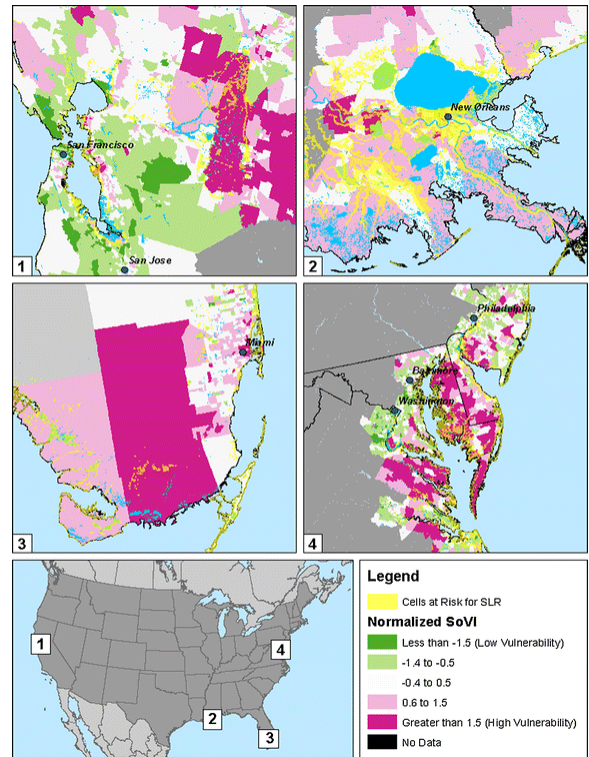 San Francisco
San Jose
1
New Orleans
2
Miami
3
Philadelphia
Baltimore
Washington
4
1
2
3
4
Legend
Cells at Risk for SLR
Normalized SoVI
Less than -1.5 (Low Vulnerability)
-1.4 to -0.5
-0.4 to 0.5
0.6 to 1.5
Greater than 1.5 (High Vulnerability)
No Data